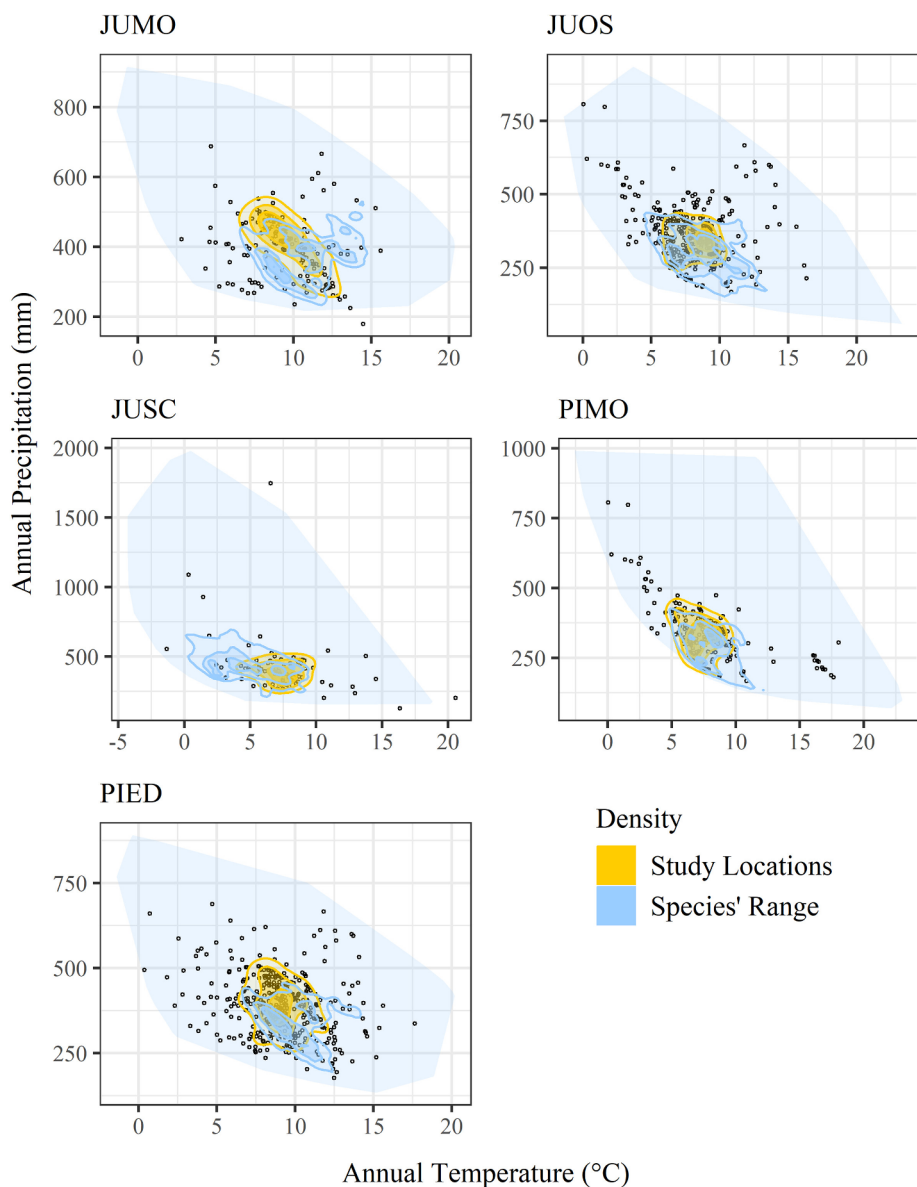 JUMO
JUOS
800
600
400
200
0 5 10 15 20
750
500
250
0 5 10 15 20
Annual Precipitation (mm)
JUSC
PIMO
2000
1500
1000
500
-5 0 5 10 15 20
1000
750
500
250
0 5 10 15 20
PIED
750
500
250
0 5 10 15 20
Density
Study Locations
Species' Range
Annual Temperature (°C)